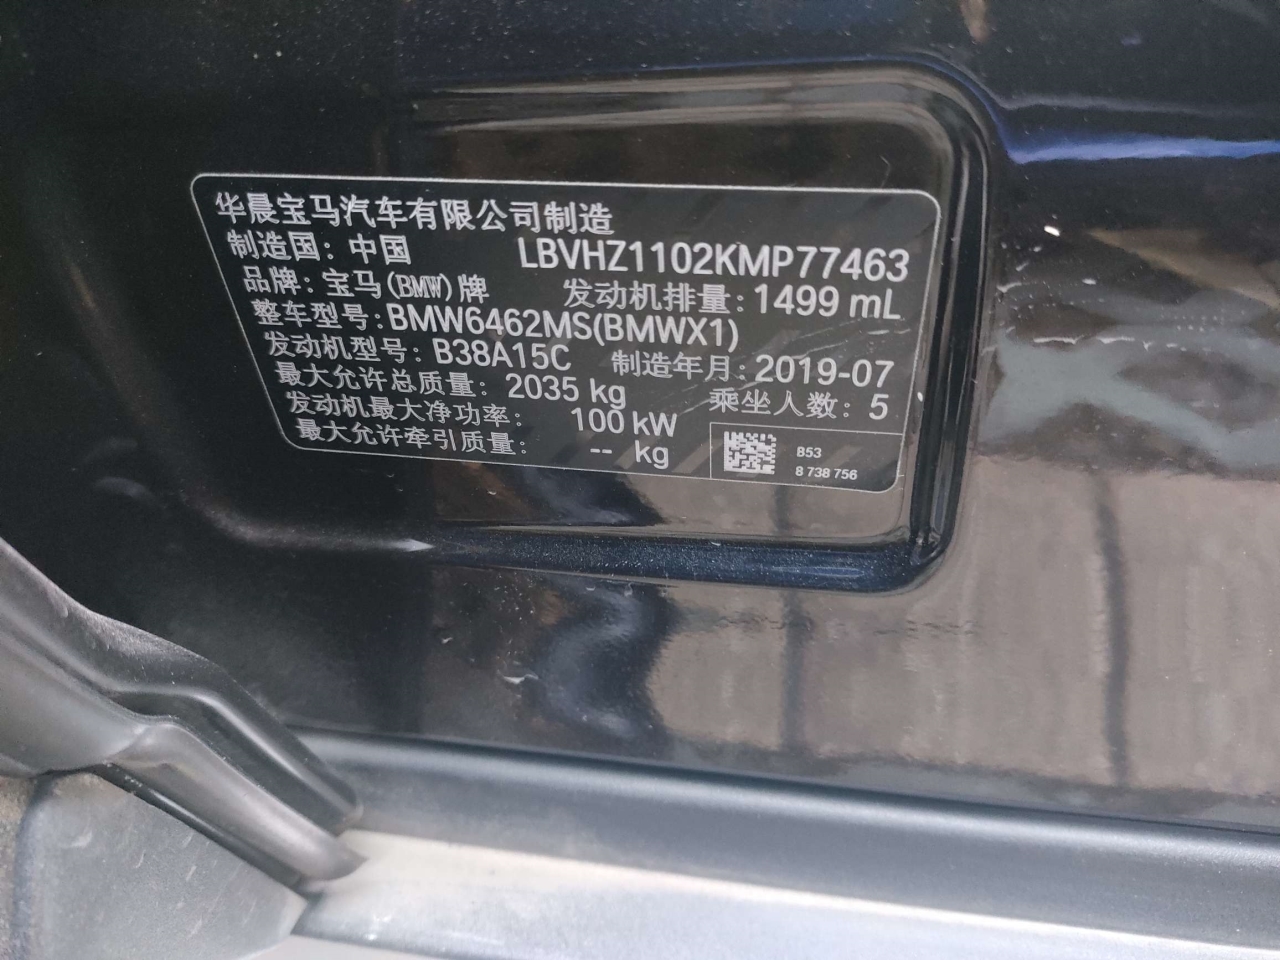 华晨宝马汽车有限公司制造
制造国: 中国 LBVHZ1102KMP77463
品牌: 宝马(BMW)牌 发动机排量: 1499 mL
整车型号: BMW6462MS(BMWX1)
发动机型号: B38A15C 制造年月: 2019-07
最大允许总质量: 2035 kg 乘坐人数: 5
发动机最大净功率: 100 kW
最大允许牵引质量: -- kg
B53
8 738 756